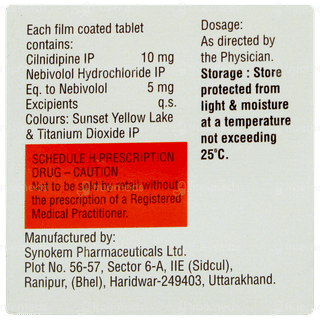 Each film coated tablet
contains:
Cilnidipine IP 10 mg
Nebivolol Hydrochloride IP
Eq. to Nebivolol 5 mg
Excipients q.s.
Colours: Sunset Yellow Lake
& Titanium Dioxide IP
SCHEDULE H PRESCRIPTION
DRUG – CAUTION
Not to be sold by retail without
the prescription of a Registered
Medical Practitioner.
Manufactured by:
Synokem Pharmaceuticals Ltd.
Plot No. 56-57, Sector 6-A, IIE (Sidcul),
Ranipur, (Bhel), Haridwar-249403, Uttarakhand.
Dosage:
As directed by
the Physician.
Storage : Store
protected from
light & moisture
at a temperature
not exceeding
25°C.